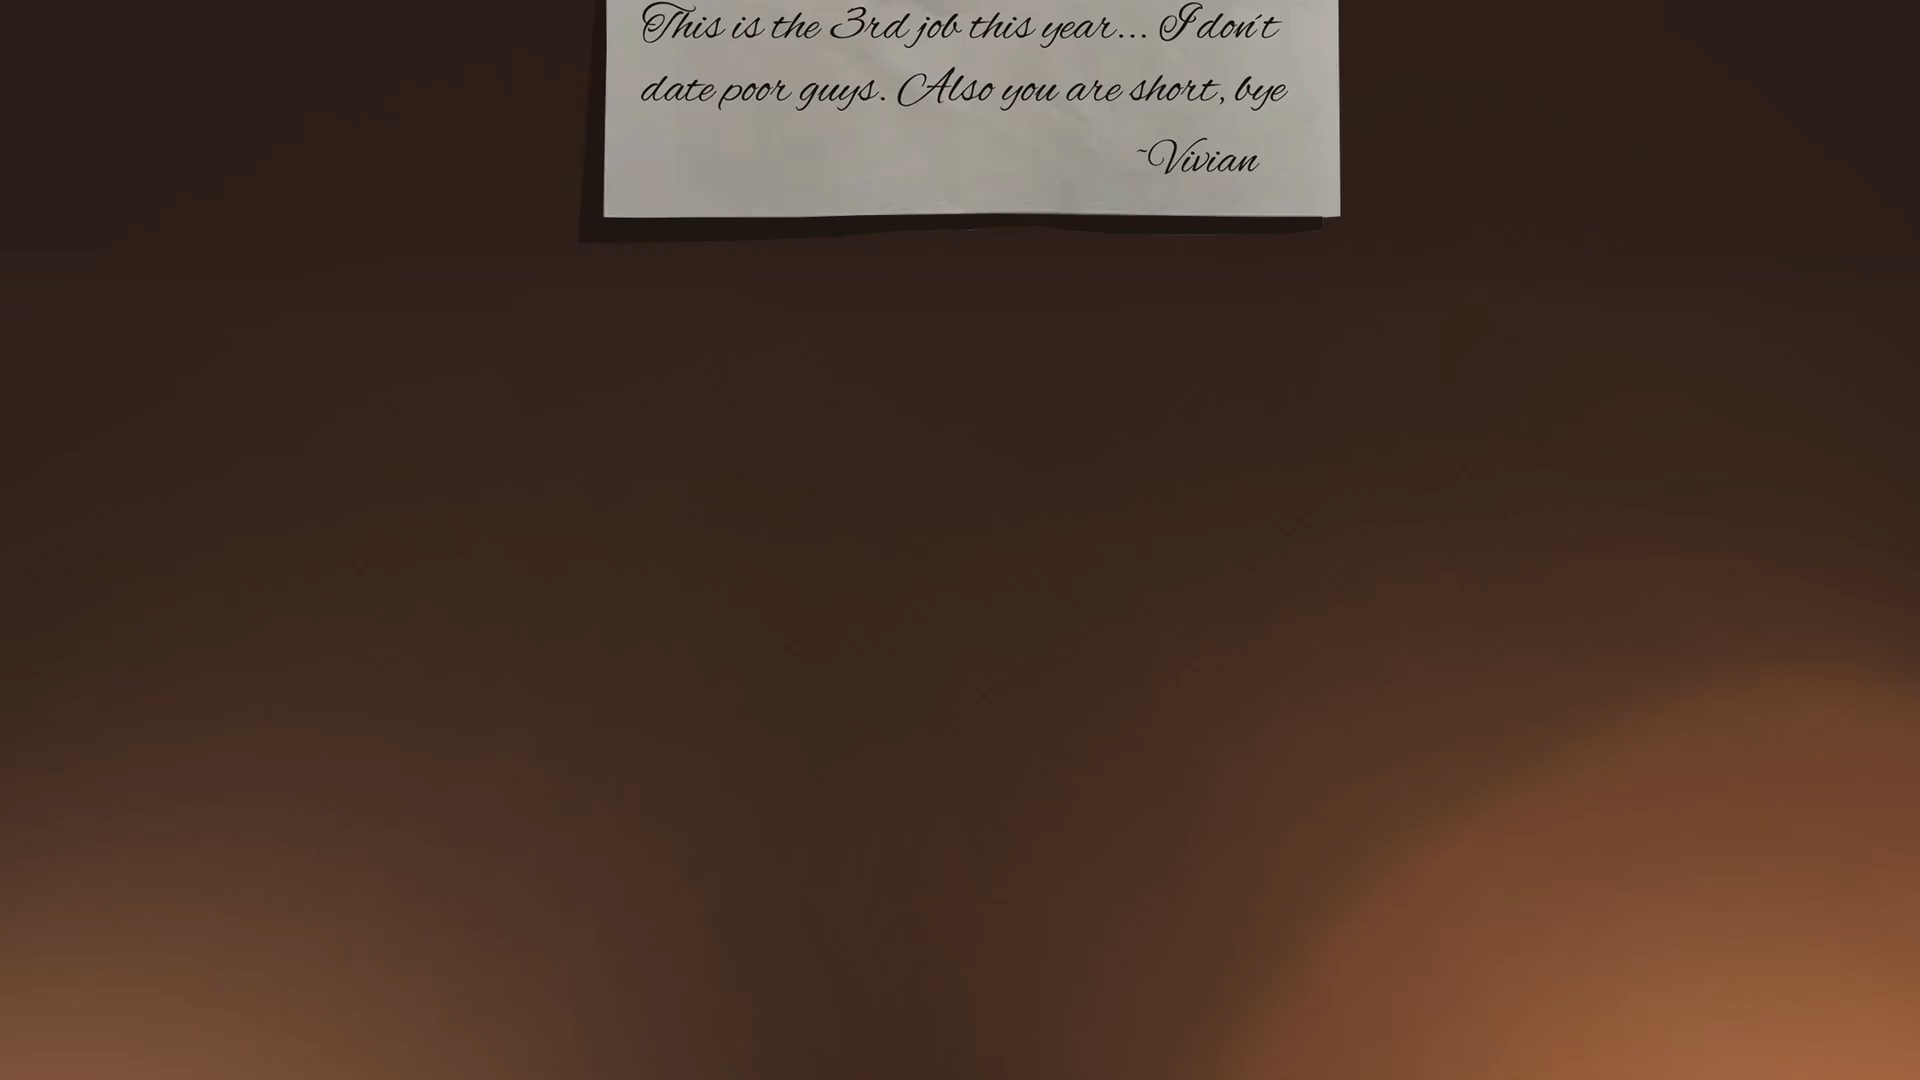 This is the 3rd job this year... I don't
date poor guys. Also you are short, bye
~Vivian